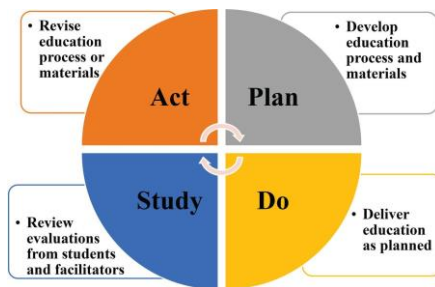 • Revise
education
process or
materials
Act
Plan
• Develop
education
process and
materials
Study
Do
• Review
evaluations
from students
and facilitators
• Deliver
education
as planned